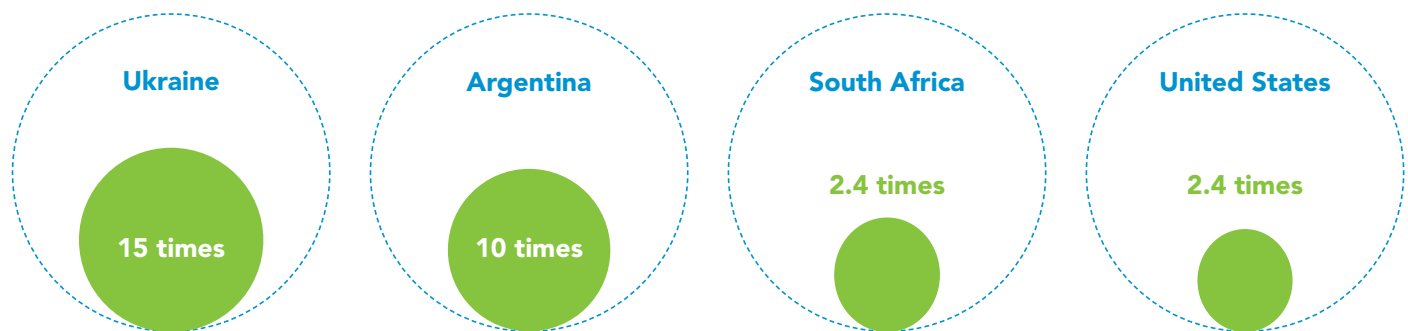 Ukraine
15 times
Argentina
10 times
South Africa
2.4 times
United States
2.4 times